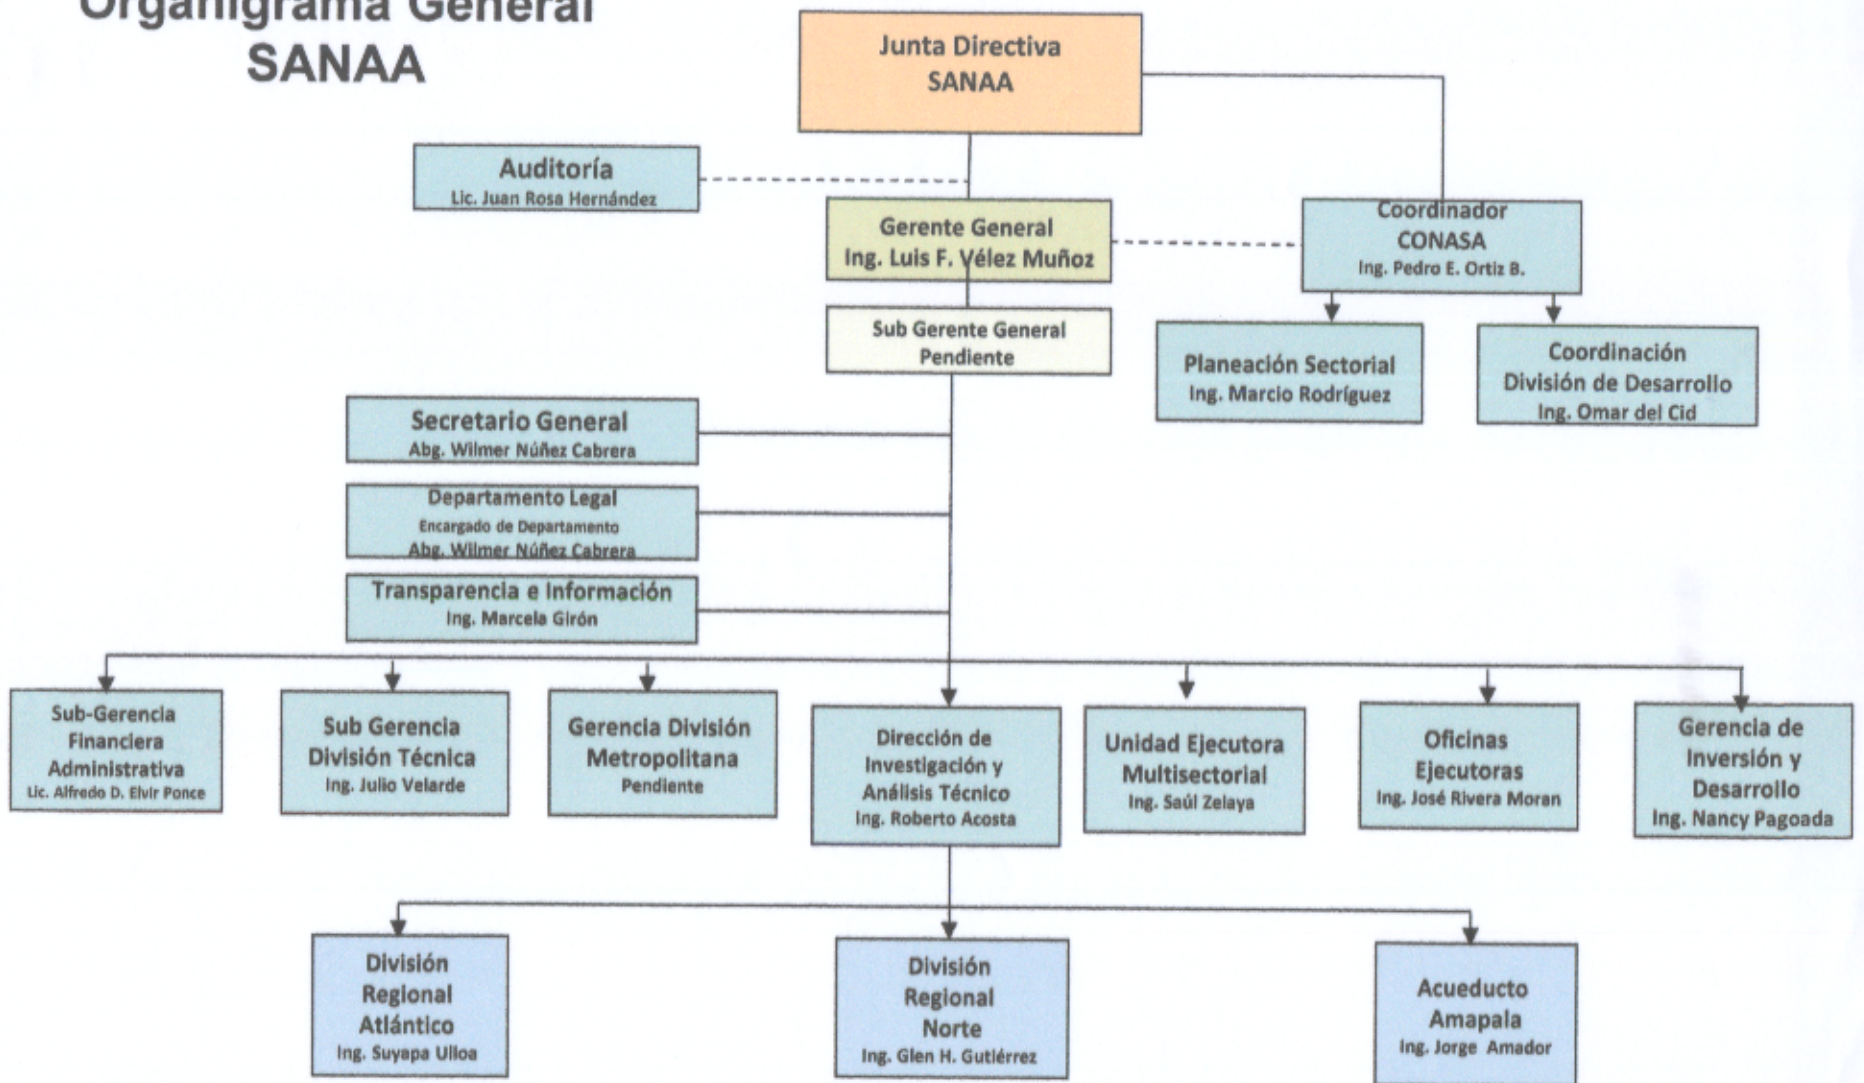 Organigrama General
SANAA
Junta Directiva
SANAA
Auditoría
Lic. Juan Rosa Hernández
Gerente General
Ing. Luis F. Vélez Muñoz
Coordinador
CONASA
Ing. Pedro E. Ortiz B.
Sub Gerente General
Pendiente
Planeación Sectorial
Ing. Marcio Rodríguez
Coordinación
División de Desarrollo
Ing. Omar del Cid
Secretario General
Abg. Wilmer Núñez Cabrera
Departamento Legal
Encargado de Departamento
Abg. Wilmer Núñez Cabrera
Transparencia e Información
Ing. Marcela Girón
Sub-Gerencia
Financiera
Administrativa
Lic. Alfredo D. Elvir Ponce
Sub Gerencia
División Técnica
Ing. Julio Velarde
Gerencia División
Metropolitana
Pendiente
Dirección de
Investigación y
Análisis Técnico
Ing. Roberto Acosta
Unidad Ejecutora
Multisectorial
Ing. Saúl Zelaya
Oficinas
Ejecutoras
Ing. José Rivera Moran
Gerencia de
Inversión y
Desarrollo
Ing. Nancy Pagoada
División
Regional
Atlántico
Ing. Suyapa Ulloa
División
Regional
Norte
Ing. Glen H. Gutiérrez
Acueducto
Amapala
Ing. Jorge Amador